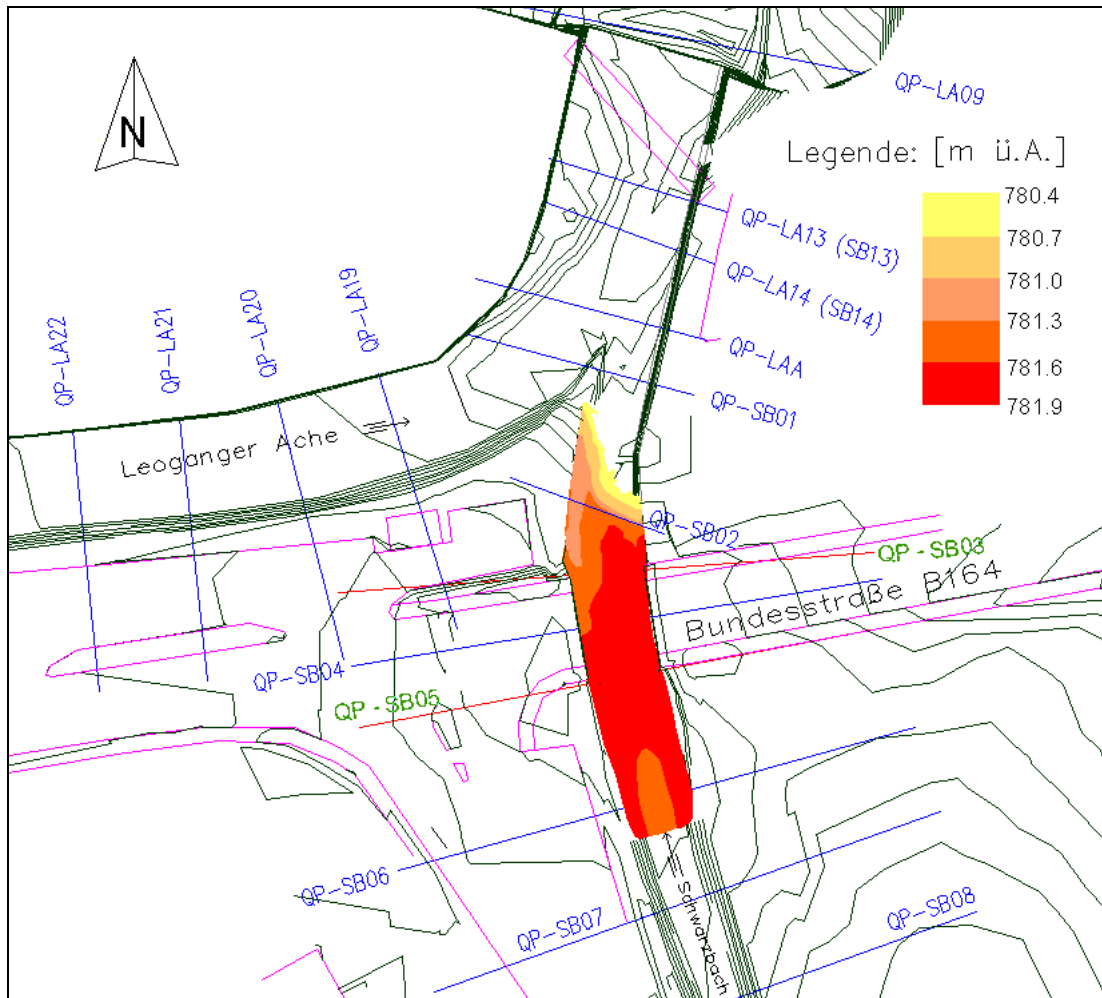 QP-LA09
N
Legende: [m ü.A.]
780.4
780.7
781.0
781.3
781.6
781.9
QP-LA13 (SB13)
QP-LA14 (SB14)
QP-LAA
QP-SB01
QP-LA22
QP-LA21
QP-LA20
QP-LA19
Leoganger Ache
QP-SB02
QP - SB03
Bundesstraße B164
QP-SB04
QP - SB05
QP-SB06
QP-SB07
QP-SB08
Schwarzbach